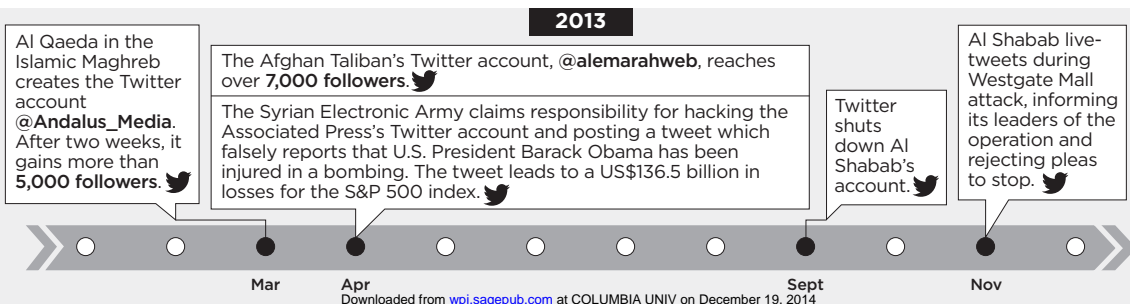 2013
Al Qaeda in the
Islamic Maghreb
creates the Twitter
account
@Andalus_Media.
After two weeks, it
gains more than
5,000 followers.
The Afghan Taliban’s Twitter account, @alemarahweb, reaches
over 7,000 followers.
The Syrian Electronic Army claims responsibility for hacking the
Associated Press’s Twitter account and posting a tweet which
falsely reports that U.S. President Barack Obama has been
injured in a bombing. The tweet leads to a US$136.5 billion in
losses for the S&P 500 index.
Twitter
shuts
down Al
Shabab’s
account.
Al Shabab live-
tweets during
Westgate Mall
attack, informing
its leaders of the
operation and
rejecting pleas
to stop.
Mar
Apr
Sept
Nov
Downloaded from wpj.sagepub.com at COLUMBIA UNIV on December 19, 2014